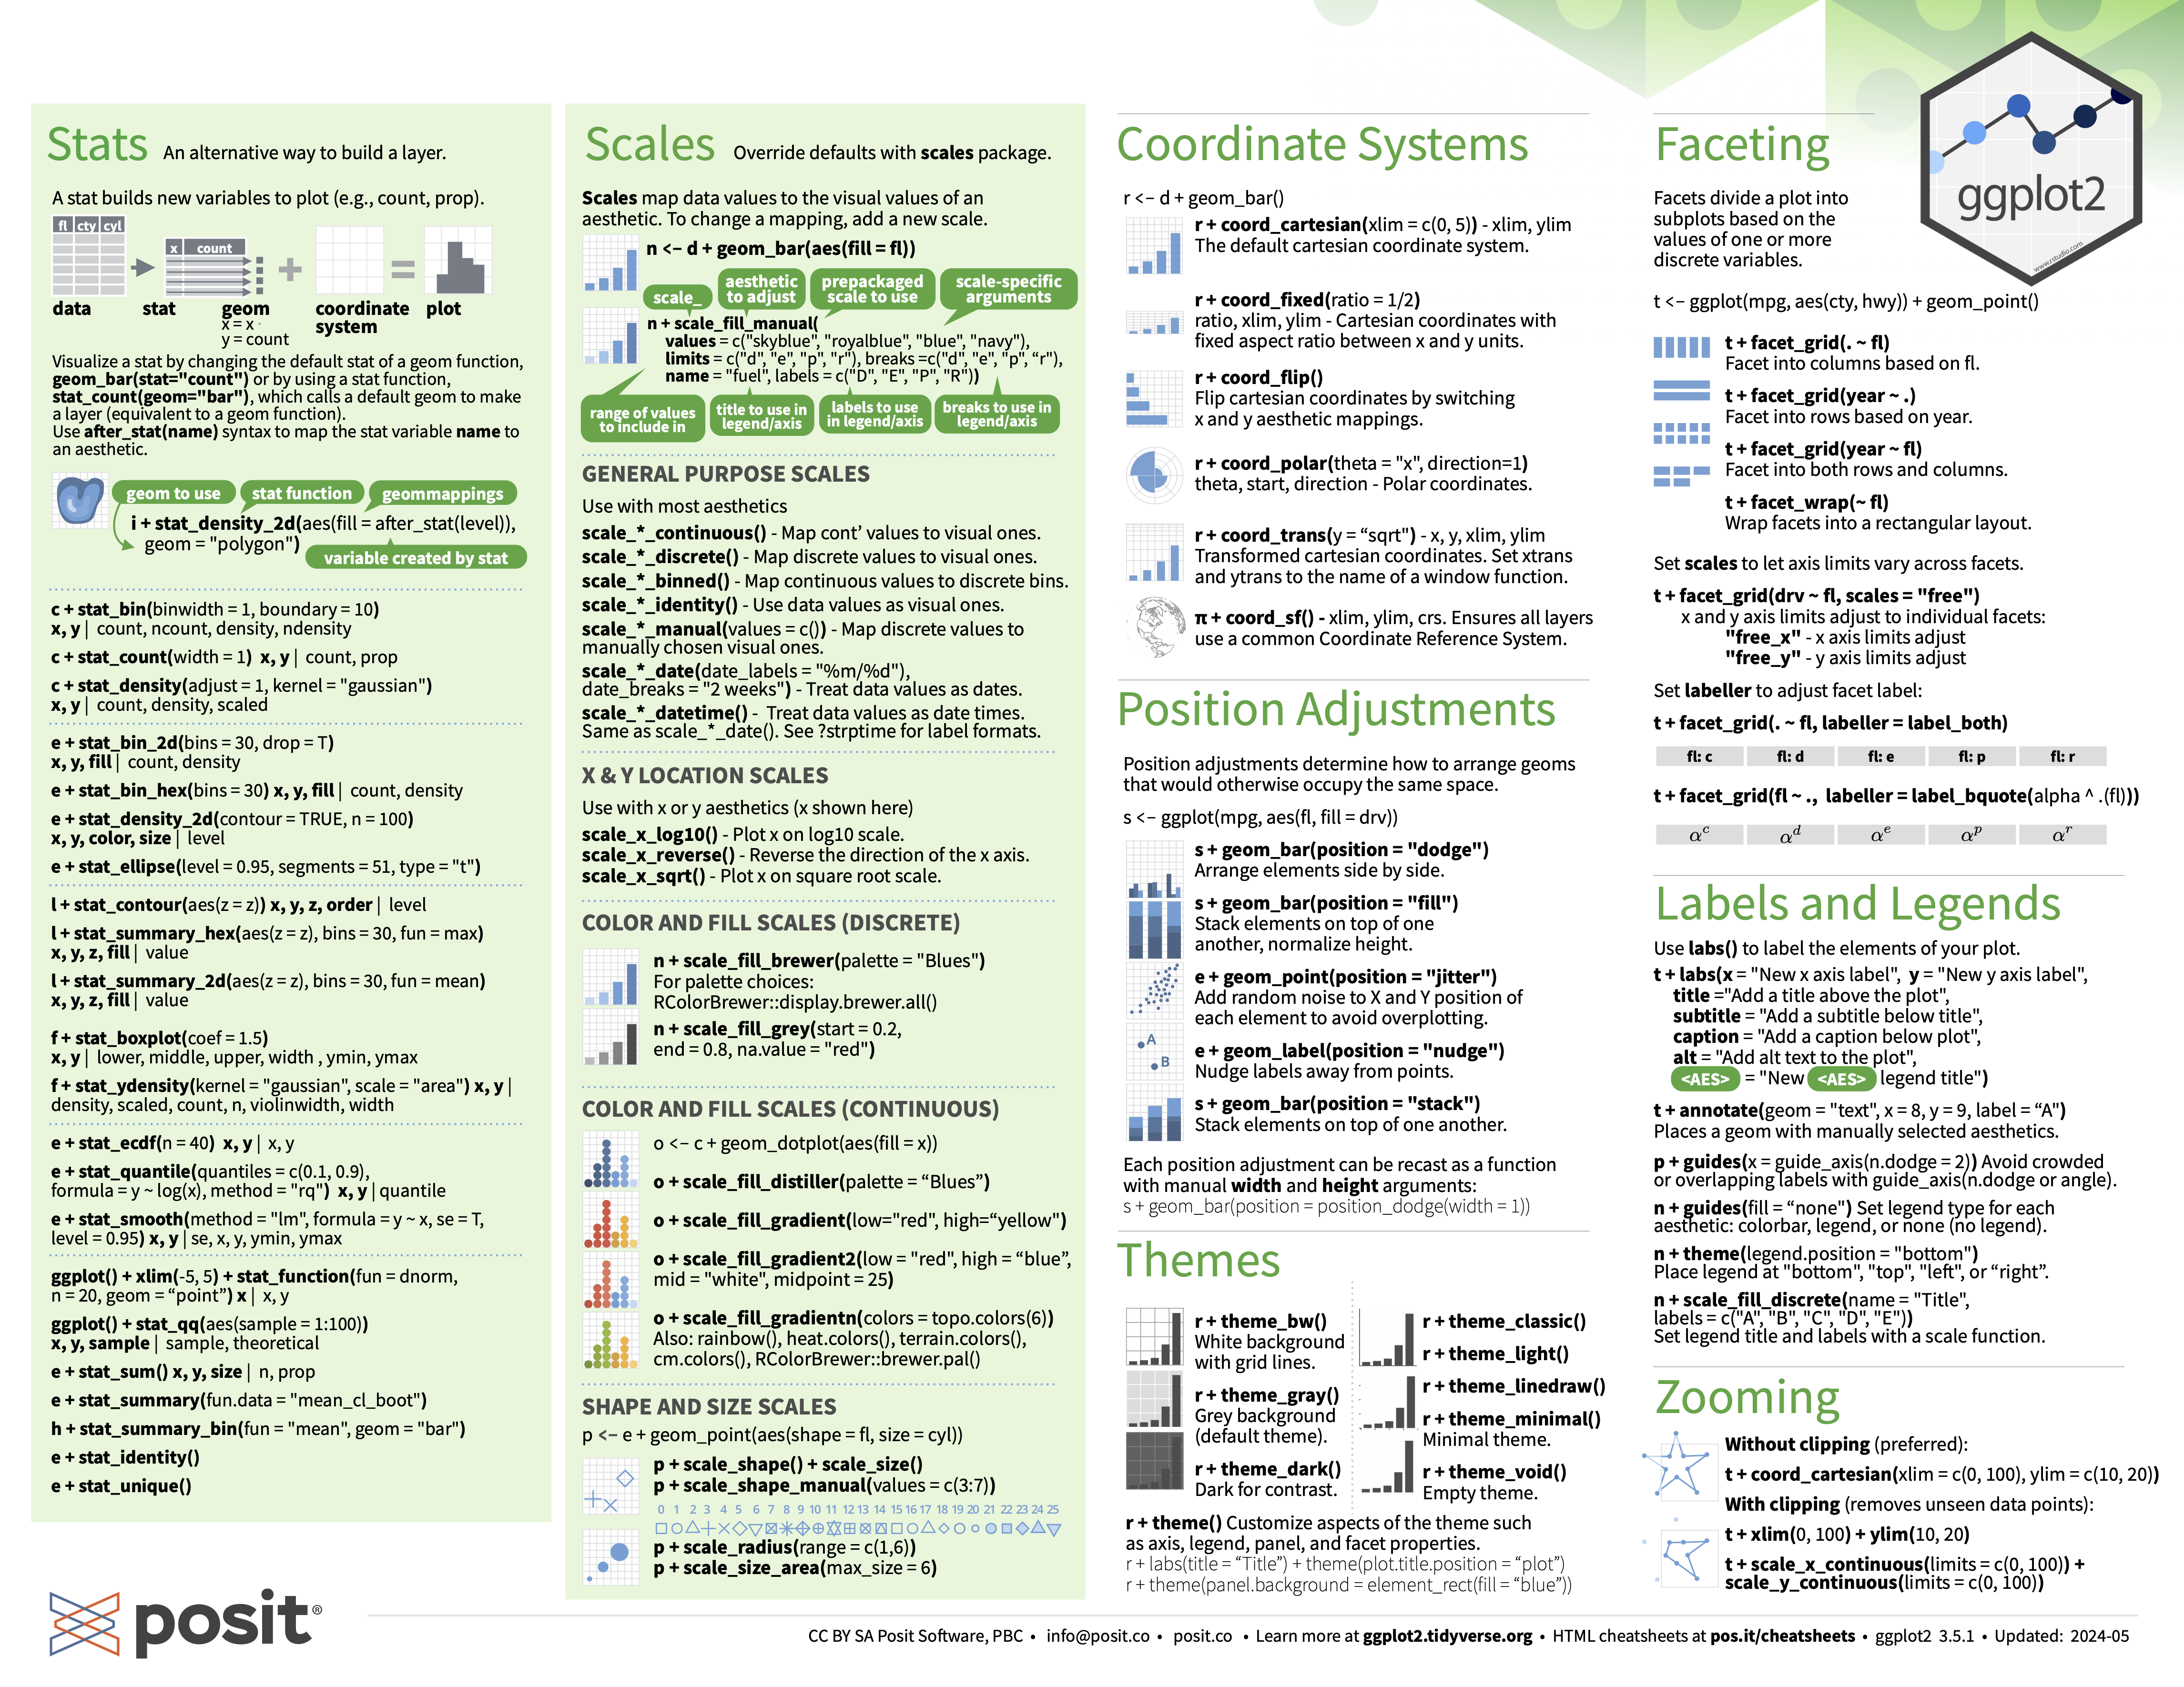 Stats An alternative way to build a layer.
A stat builds new variables to plot (e.g., count, prop).
fl cty cyl
x count
data stat geom coordinate plot
x = x · system
y = count
Visualize a stat by changing the default stat of a geom function,
geom_bar(stat="count") or by using a stat function,
stat_count(geom="bar"), which calls a default geom to make
a layer (equivalent to a geom function).
Use after_stat(name) syntax to map the stat variable name to
an aesthetic.
geom to use stat function geommappings
i + stat_density_2d(aes(fill = after_stat(level)),
geom = "polygon")
variable created by stat
c + stat_bin(binwidth = 1, boundary = 10)
x, y | count, ncount, density, ndensity
c + stat_count(width = 1) x, y | count, prop
c + stat_density(adjust = 1, kernel = "gaussian")
x, y | count, density, scaled
e + stat_bin_2d(bins = 30, drop = T)
x, y, fill | count, density
e + stat_bin_hex(bins = 30) x, y, fill | count, density
e + stat_density_2d(contour = TRUE, n = 100)
x, y, color, size | level
e + stat_ellipse(level = 0.95, segments = 51, type = "t")
l + stat_contour(aes(z = z)) x, y, z, order | level
l + stat_summary_hex(aes(z = z), bins = 30, fun = max)
x, y, z, fill | value
l + stat_summary_2d(aes(z = z), bins = 30, fun = mean)
x, y, z, fill | value
f + stat_boxplot(coef = 1.5)
x, y | lower, middle, upper, width , ymin, ymax
f + stat_ydensity(kernel = "gaussian", scale = "area") x, y |
density, scaled, count, n, violinwidth, width
e + stat_ecdf(n = 40) x, y | x, y
e + stat_quantile(quantiles = c(0.1, 0.9),
formula = y ~ log(x), method = "rq") x, y | quantile
e + stat_smooth(method = "lm", formula = y ~ x, se = T,
level = 0.95) x, y | se, x, y, ymin, ymax
ggplot() + xlim(-5, 5) + stat_function(fun = dnorm,
n = 20, geom = “point”) x | x, y
ggplot() + stat_qq(aes(sample = 1:100))
x, y, sample | sample, theoretical
e + stat_sum() x, y, size | n, prop
e + stat_summary(fun.data = "mean_cl_boot")
h + stat_summary_bin(fun = "mean", geom = "bar")
e + stat_identity()
e + stat_unique()
Scales Override defaults with scales package.
Scales map data values to the visual values of an
aesthetic. To change a mapping, add a new scale.
n <– d + geom_bar(aes(fill = fl))
scale_ aesthetic to adjust prepackaged scale to use scale-specific arguments
n + scale_fill_manual(
values = c("skyblue", "royalblue", "blue", "navy"),
limits = c("d", "e", "p", "r"), breaks =c("d", "e", "p", “r"),
name = "fuel", labels = c("D", "E", "P", "R"))
range of values to include in title to use in legend/axis labels to use in legend/axis breaks to use in legend/axis
GENERAL PURPOSE SCALES
Use with most aesthetics
scale_*_continuous() - Map cont’ values to visual ones.
scale_*_discrete() - Map discrete values to visual ones.
scale_*_binned() - Map continuous values to discrete bins.
scale_*_identity() - Use data values as visual ones.
scale_*_manual(values = c()) - Map discrete values to
manually chosen visual ones.
scale_*_date(date_labels = "%m/%d"),
date_breaks = "2 weeks") - Treat data values as dates.
scale_*_datetime() - Treat data values as date times.
Same as scale_*_date(). See ?strptime for label formats.
X & Y LOCATION SCALES
Use with x or y aesthetics (x shown here)
scale_x_log10() - Plot x on log10 scale.
scale_x_reverse() - Reverse the direction of the x axis.
scale_x_sqrt() - Plot x on square root scale.
COLOR AND FILL SCALES (DISCRETE)
n + scale_fill_brewer(palette = "Blues")
For palette choices:
RColorBrewer::display.brewer.all()
n + scale_fill_grey(start = 0.2,
end = 0.8, na.value = "red")
COLOR AND FILL SCALES (CONTINUOUS)
o <– c + geom_dotplot(aes(fill = x))
o + scale_fill_distiller(palette = “Blues”)
o + scale_fill_gradient(low="red", high=“yellow")
o + scale_fill_gradient2(low = "red", high = “blue”,
mid = "white", midpoint = 25)
o + scale_fill_gradientn(colors = topo.colors(6))
Also: rainbow(), heat.colors(), terrain.colors(),
cm.colors(), RColorBrewer::brewer.pal()
SHAPE AND SIZE SCALES
p <– e + geom_point(aes(shape = fl, size = cyl))
p + scale_shape() + scale_size()
p + scale_shape_manual(values = c(3:7))
0 1 2 3 4 5 6 7 8 9 10 11 12 13 14 15 16 17 18 19 20 21 22 23 24 25
p + scale_radius(range = c(1,6))
p + scale_size_area(max_size = 6)
Coordinate Systems
r <– d + geom_bar()
r + coord_cartesian(xlim = c(0, 5)) - xlim, ylim
The default cartesian coordinate system.
r + coord_fixed(ratio = 1/2)
ratio, xlim, ylim - Cartesian coordinates with
fixed aspect ratio between x and y units.
r + coord_flip()
Flip cartesian coordinates by switching
x and y aesthetic mappings.
r + coord_polar(theta = "x", direction=1)
theta, start, direction - Polar coordinates.
r + coord_trans(y = “sqrt") - x, y, xlim, ylim
Transformed cartesian coordinates. Set xtrans
and ytrans to the name of a window function.
π + coord_sf() - xlim, ylim, crs. Ensures all layers
use a common Coordinate Reference System.
Position Adjustments
Position adjustments determine how to arrange geoms
that would otherwise occupy the same space.
s <– ggplot(mpg, aes(fl, fill = drv))
s + geom_bar(position = "dodge")
Arrange elements side by side.
s + geom_bar(position = "fill")
Stack elements on top of one
another, normalize height.
e + geom_point(position = "jitter")
Add random noise to X and Y position of
each element to avoid overplotting.
A
B
e + geom_label(position = "nudge")
Nudge labels away from points.
s + geom_bar(position = "stack")
Stack elements on top of one another.
Each position adjustment can be recast as a function
with manual width and height arguments:
s + geom_bar(position = position_dodge(width = 1))
Themes
r + theme_bw()
White background
with grid lines.
r + theme_gray()
Grey background
(default theme).
r + theme_dark()
Dark for contrast.
r + theme_classic()
r + theme_light()
r + theme_linedraw()
r + theme_minimal()
Minimal theme.
r + theme_void()
Empty theme.
r + theme() Customize aspects of the theme such
as axis, legend, panel, and facet properties.
r + labs(title = “Title”) + theme(plot.title.position = “plot”)
r + theme(panel.background = element_rect(fill = “blue”))
Faceting
ggplot2
www.rstudio.com
Facets divide a plot into
subplots based on the
values of one or more
discrete variables.
t <– ggplot(mpg, aes(cty, hwy)) + geom_point()
t + facet_grid(. ~ fl)
Facet into columns based on fl.
t + facet_grid(year ~ .)
Facet into rows based on year.
t + facet_grid(year ~ fl)
Facet into both rows and columns.
t + facet_wrap(~ fl)
Wrap facets into a rectangular layout.
Set scales to let axis limits vary across facets.
t + facet_grid(drv ~ fl, scales = "free")
x and y axis limits adjust to individual facets:
"free_x" - x axis limits adjust
"free_y" - y axis limits adjust
Set labeller to adjust facet label:
t + facet_grid(. ~ fl, labeller = label_both)
fl: c fl: d fl: e fl: p fl: r
t + facet_grid(fl ~ ., labeller = label_bquote(alpha ^ .(fl)))
αᶜ αᵈ αᵉ αᵖ αʳ
Labels and Legends
Use labs() to label the elements of your plot.
t + labs(x = "New x axis label", y = "New y axis label",
title ="Add a title above the plot",
subtitle = "Add a subtitle below title",
caption = "Add a caption below plot",
alt = "Add alt text to the plot",
<AES> = "New <AES> legend title")
t + annotate(geom = "text", x = 8, y = 9, label = “A")
Places a geom with manually selected aesthetics.
p + guides(x = guide_axis(n.dodge = 2)) Avoid crowded
or overlapping labels with guide_axis(n.dodge or angle).
n + guides(fill = “none") Set legend type for each
aesthetic: colorbar, legend, or none (no legend).
n + theme(legend.position = "bottom")
Place legend at "bottom", "top", "left", or “right”.
n + scale_fill_discrete(name = "Title",
labels = c("A", "B", "C", "D", "E"))
Set legend title and labels with a scale function.
Zooming
Without clipping (preferred):
t + coord_cartesian(xlim = c(0, 100), ylim = c(10, 20))
With clipping (removes unseen data points):
t + xlim(0, 100) + ylim(10, 20)
t + scale_x_continuous(limits = c(0, 100)) +
scale_y_continuous(limits = c(0, 100))
posit®
CC BY SA Posit Software, PBC • info@posit.co • posit.co • Learn more at ggplot2.tidyverse.org • HTML cheatsheets at pos.it/cheatsheets • ggplot2 3.5.1 • Updated: 2024-05